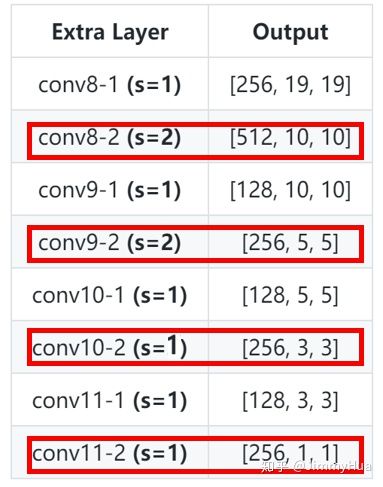 Extra Layer Output
conv8-1 (s=1) [256, 19, 19]
conv8-2 (s=2) [512, 10, 10]
conv9-1 (s=1) [128, 10, 10]
conv9-2 (s=2) [256, 5, 5]
conv10-1 (s=1) [128, 5, 5]
conv10-2 (s=1) [256, 3, 3]
conv11-1 (s=1) [128, 3, 3]
conv11-2 (s=1) [256, 1, 1]
知乎 @JimmyHua